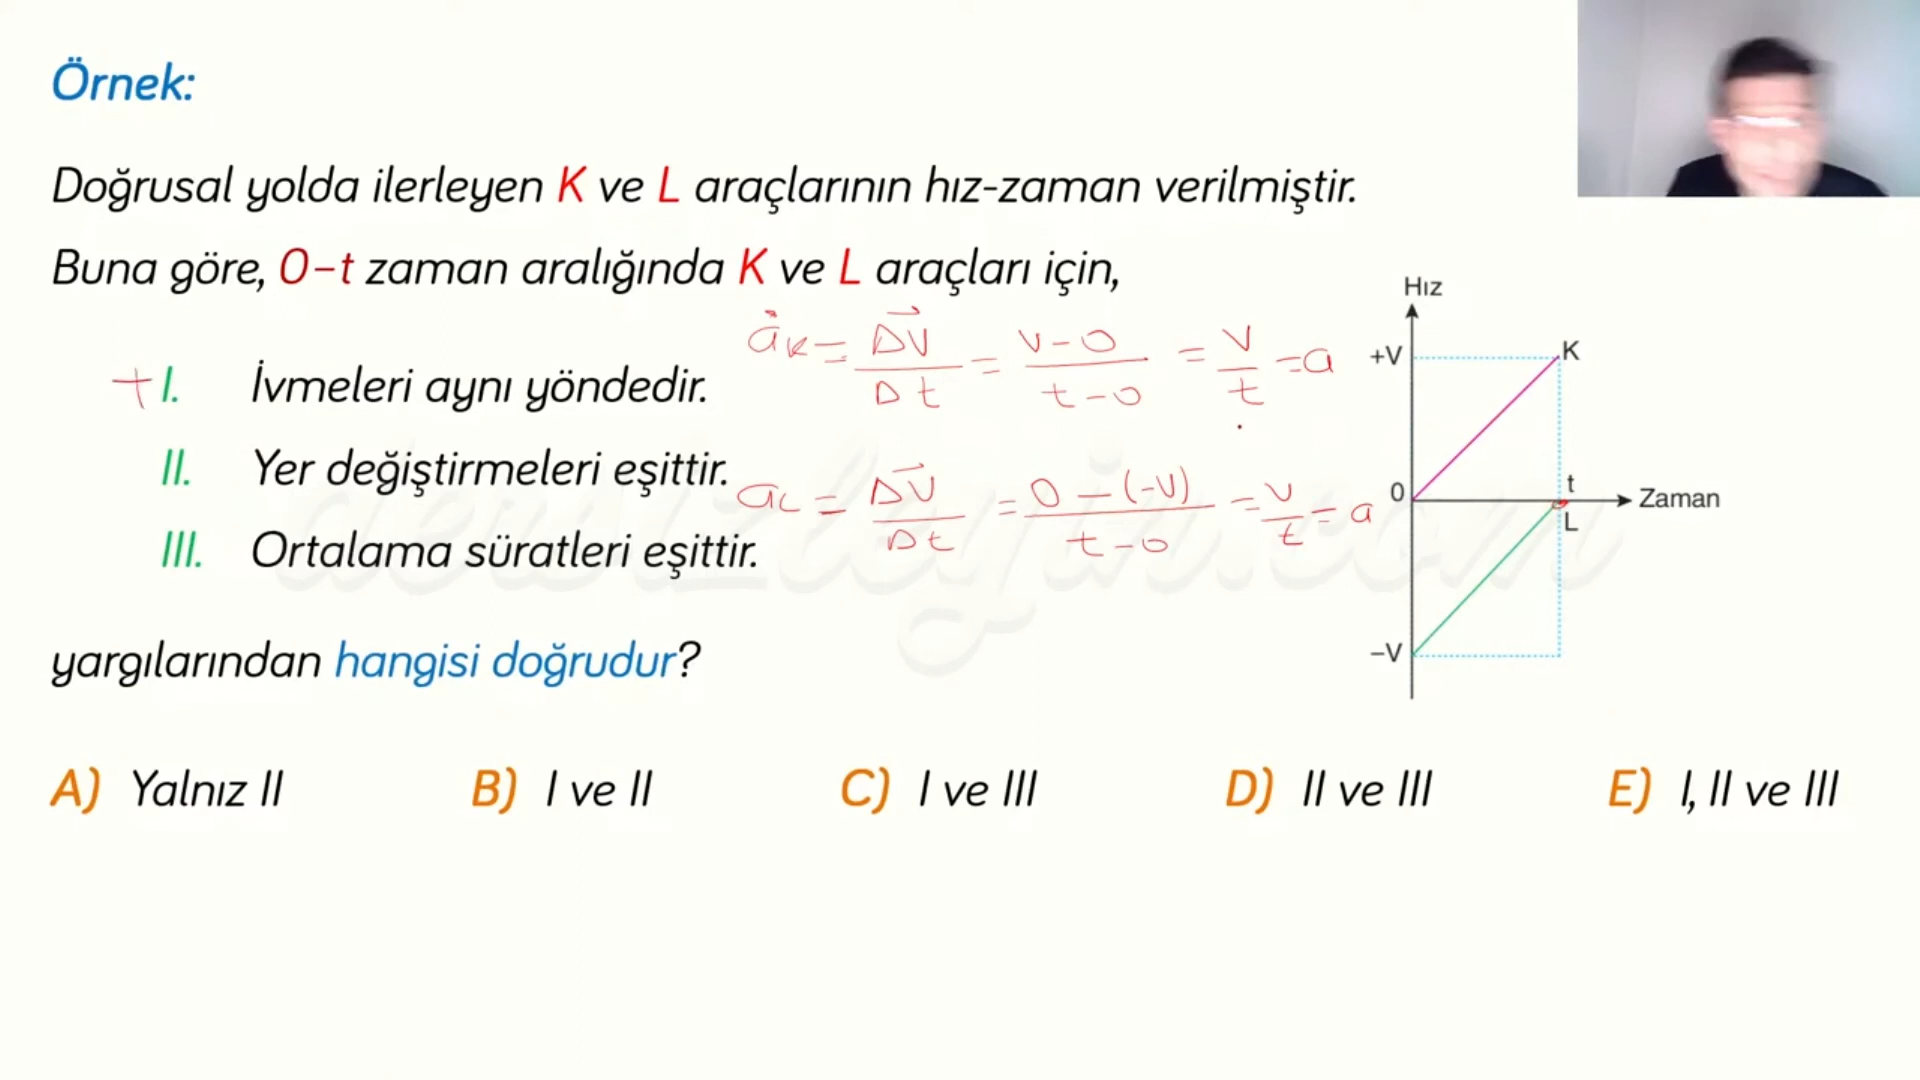 Örnek:
Doğrusal yolda ilerleyen K ve L araçlarının hız-zaman verilmiştir.
Buna göre, 0-t zaman aralığında K ve L araçları için,
+ I. İvmeleri aynı yöndedir.
II. Yer değiştirmeleri eşittir.
III. Ortalama süratleri eşittir.
a⃗K = ΔV⃗ / Δt = V-0 / t-0 = V / t = a
aL = ΔV⃗ / Δt = 0-(-V) / t-0 = V / t = a
Hız
+V
K
0
t
Zaman
L
-V
dersizleyin.com
yargılarından hangisi doğrudur?
A) Yalnız II B) I ve II C) I ve III D) II ve III E) I, II ve III